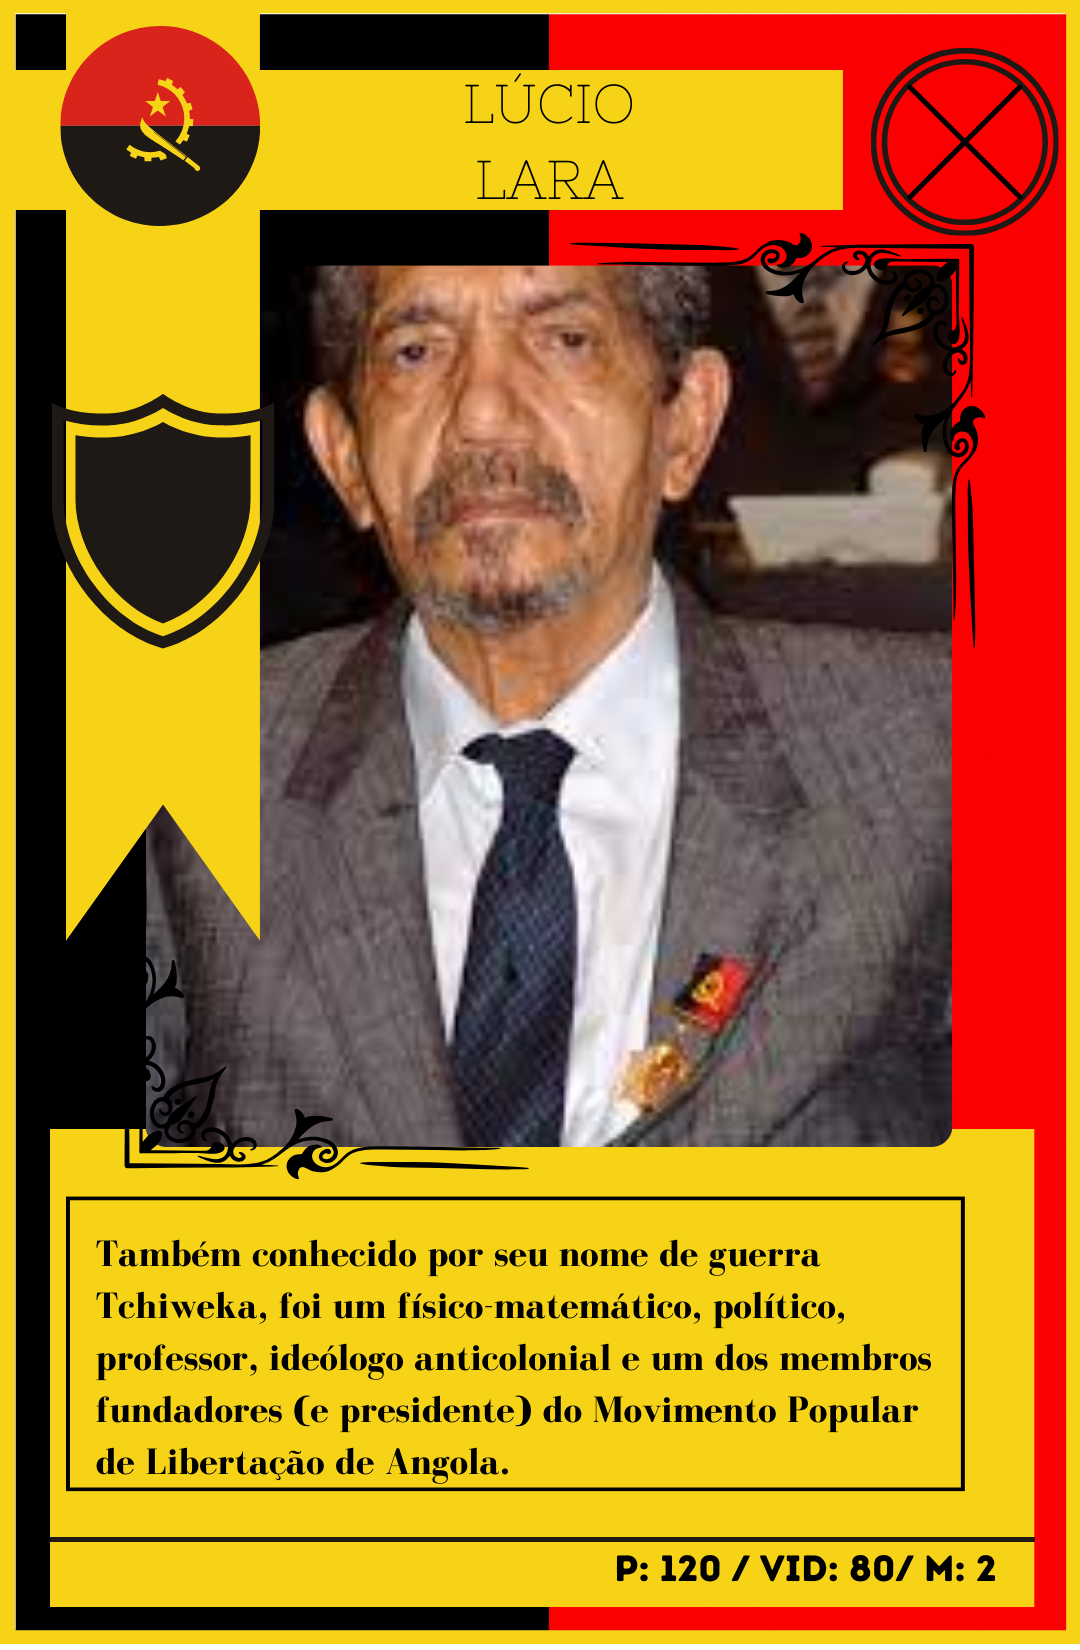 LÚCIO
LARA
Também conhecido por seu nome de guerra
Tchiweka, foi um físico-matemático, político,
professor, ideólogo anticolonial e um dos membros
fundadores (e presidente) do Movimento Popular
de Libertação de Angola.
P: 120 / VID: 80/ M: 2